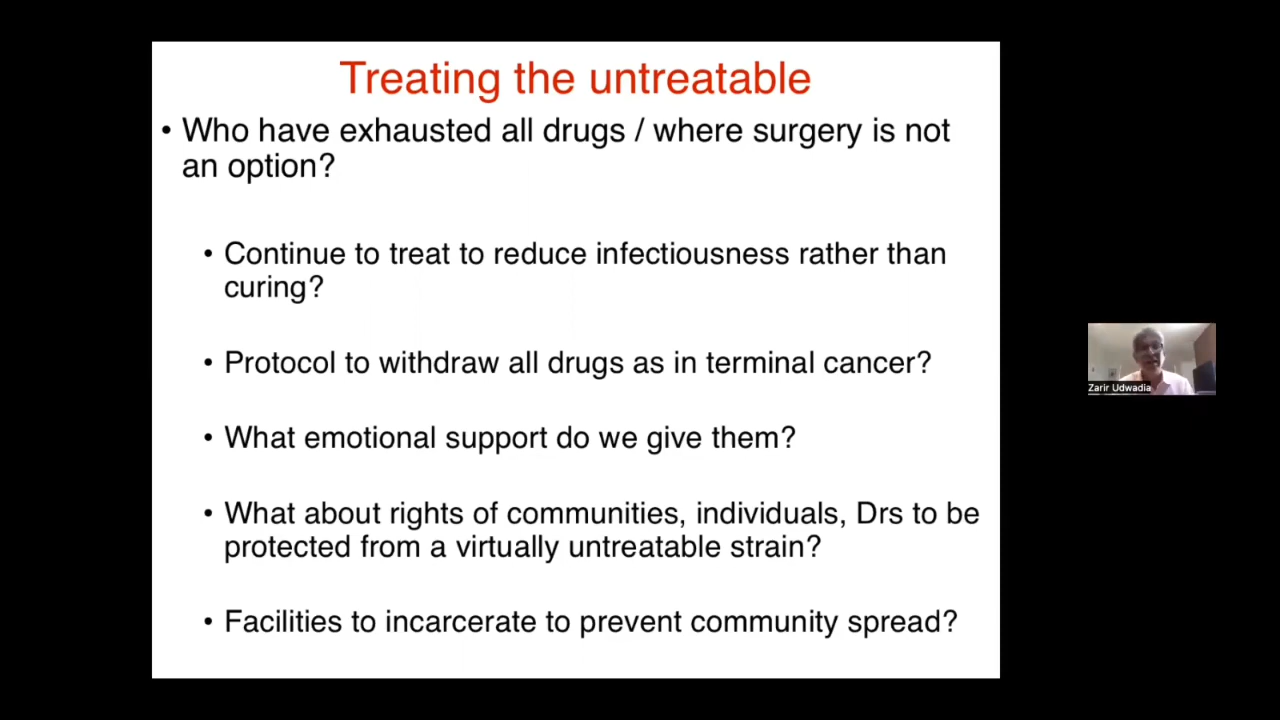 Treating the untreatable
• Who have exhausted all drugs / where surgery is not
an option?
• Continue to treat to reduce infectiousness rather than
curing?
• Protocol to withdraw all drugs as in terminal cancer?
• What emotional support do we give them?
• What about rights of communities, individuals, Drs to be
protected from a virtually untreatable strain?
• Facilities to incarcerate to prevent community spread?
Zarir Udwadia